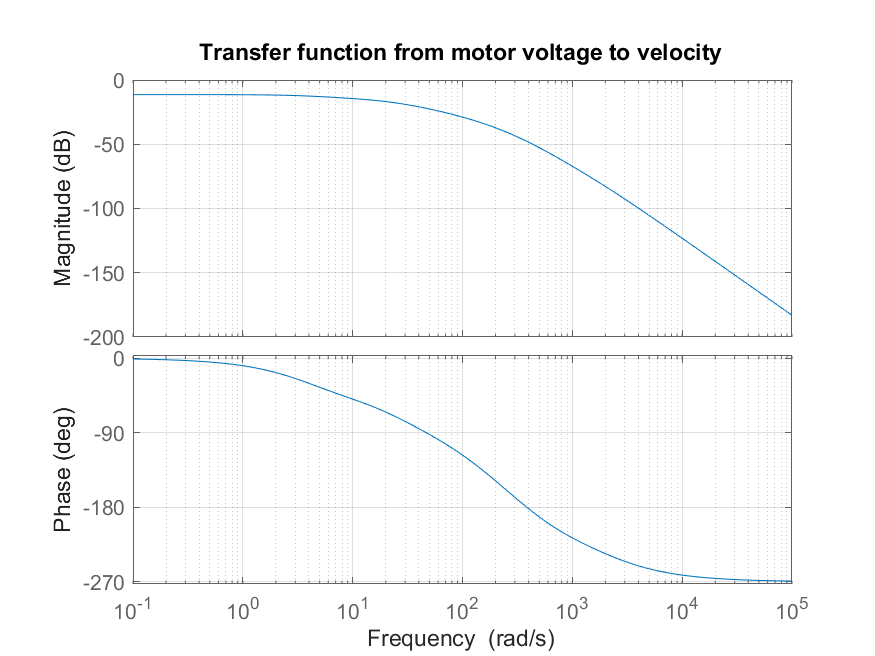 Transfer function from motor voltage to velocity
Magnitude (dB)
0
-50
-100
-150
-200
Phase (deg)
0
-90
-180
-270
10^-1 10^0 10^1 10^2 10^3 10^4 10^5
Frequency (rad/s)